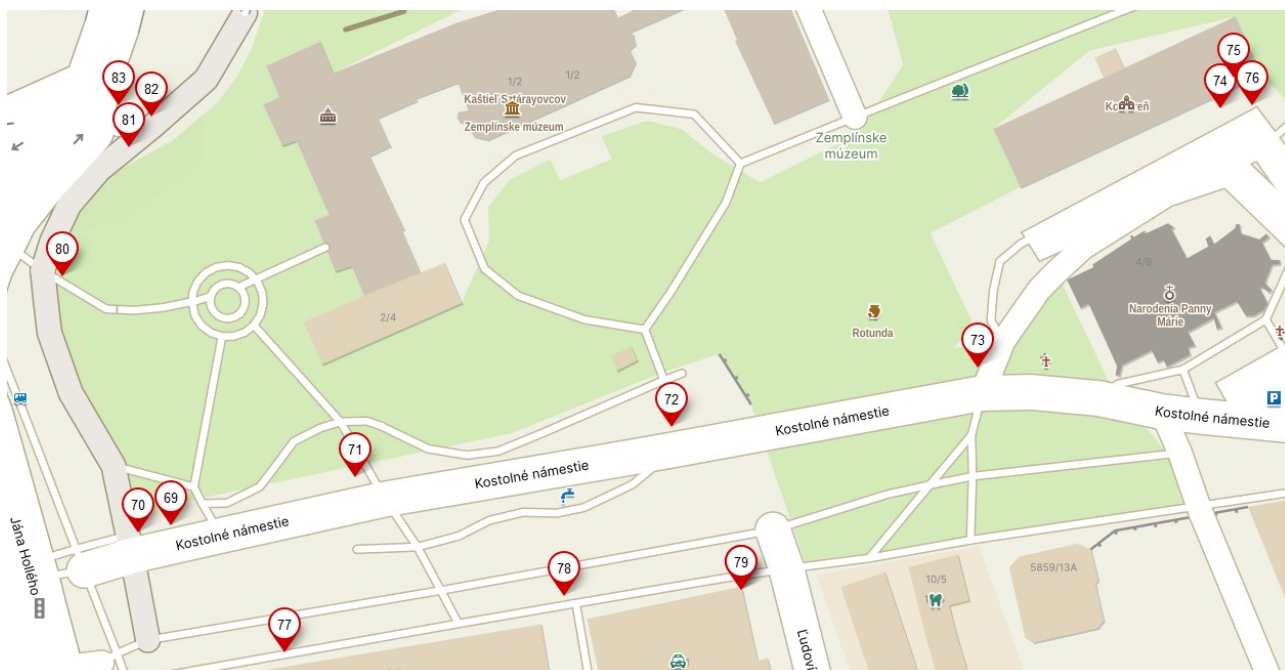 75
83
82
74
76
1/2
1/2
Kaštieľ Sztárayovcov
Zemplínske múzeum
81
Zemplínske
múzeum
80
4/8
Narodenia Panny
Márie
2/4
Rotunda
73
72
Kostolné námestie
Kostolné námestie
P
71
Kostolné námestie
70
69
Kostolné námestie
Jána Hollého
78
79
5859/13A
10/5
77